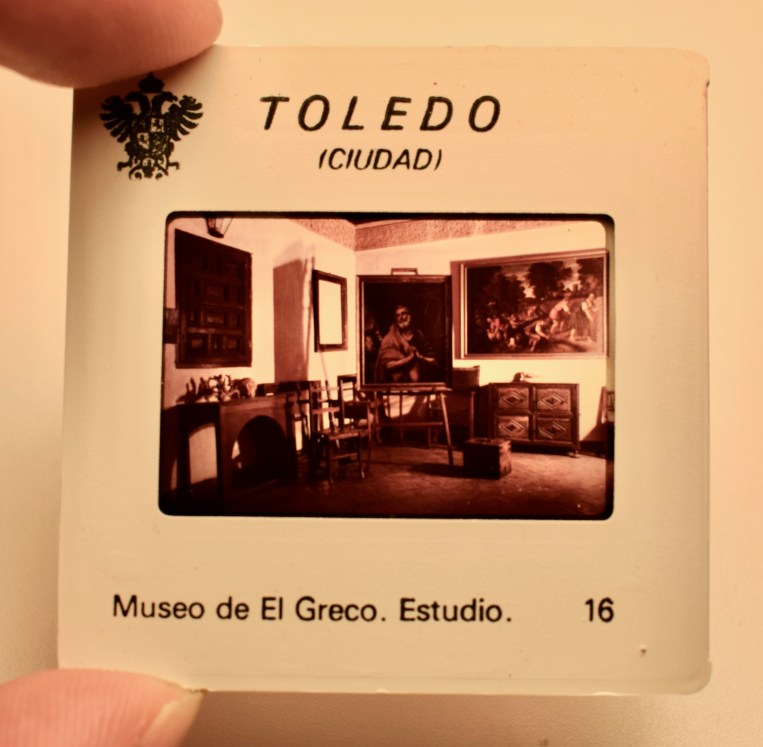 TOLEDO
(CIUDAD)
Museo de El Greco. Estudio. 16